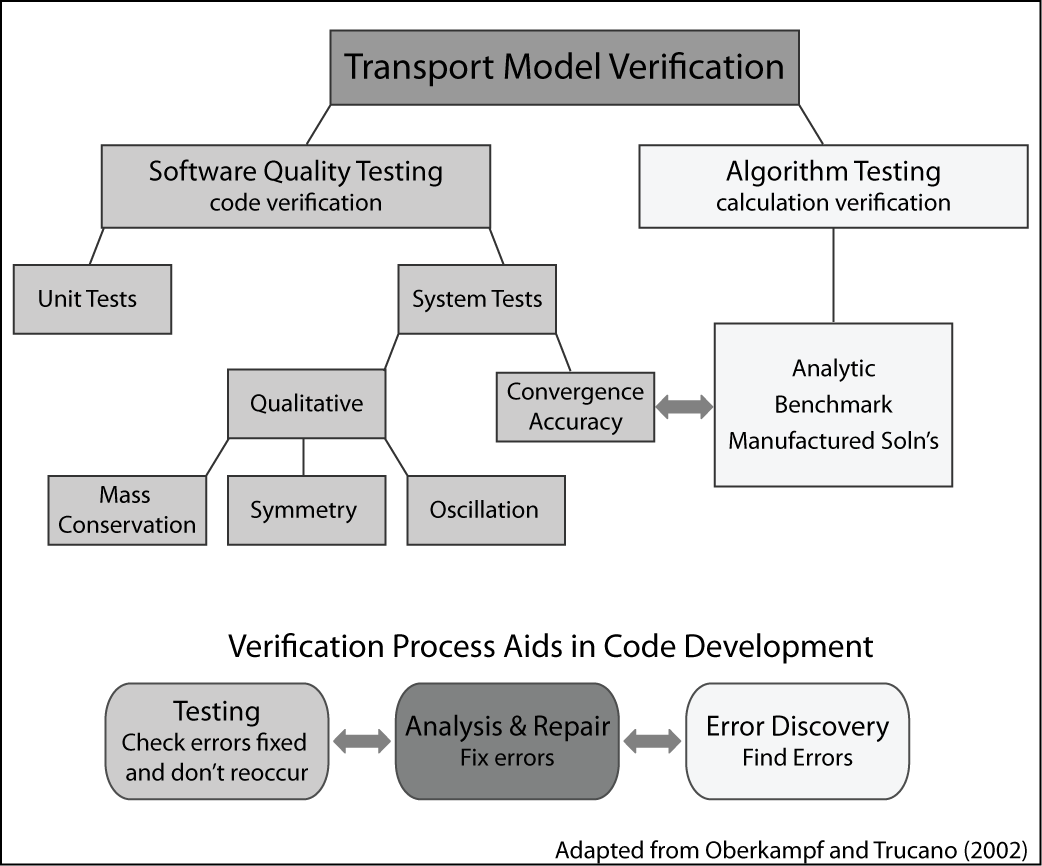 Transport Model Verification
Software Quality Testing
code verification
Algorithm Testing
calculation verification
Unit Tests
System Tests
Qualitative
Convergence
Accuracy
Analytic
Benchmark
Manufactured Soln's
Mass
Conservation
Symmetry
Oscillation
Verification Process Aids in Code Development
Testing
Check errors fixed
and don't reoccur
Analysis & Repair
Fix errors
Error Discovery
Find Errors
Adapted from Oberkampf and Trucano (2002)